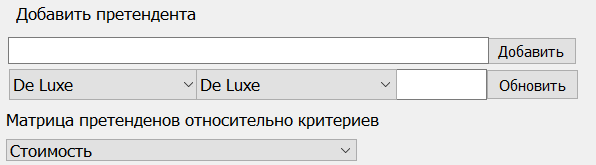 Добавить претендента
Добавить
De Luxe De Luxe Обновить
Матрица претенденов относительно критериев
Стоимость